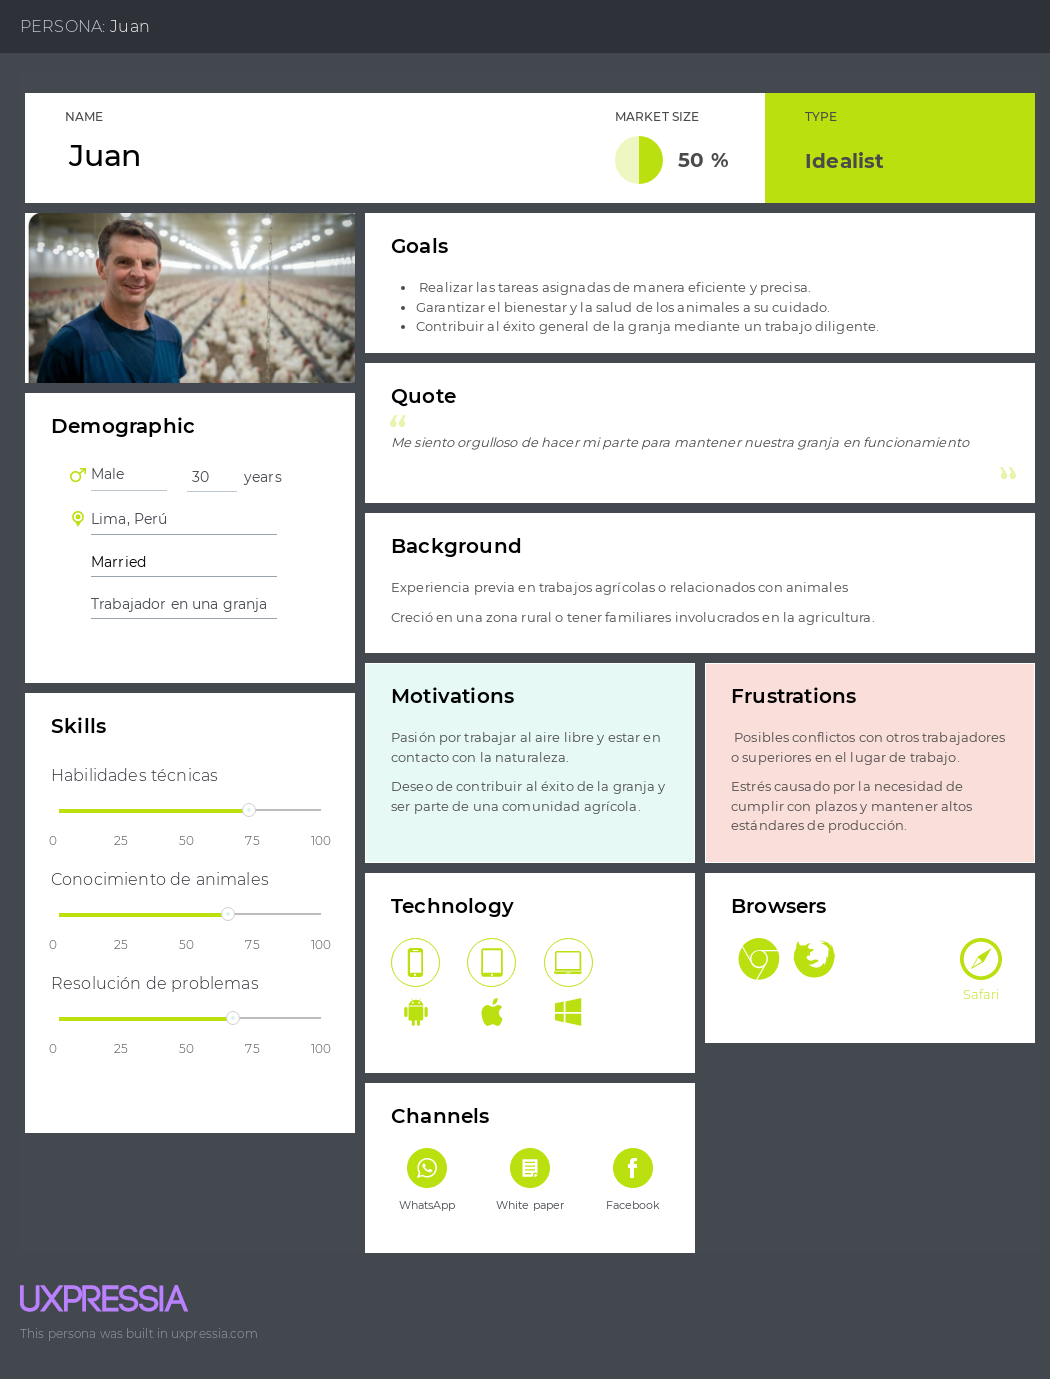 PERSONA: Juan
NAME
Juan
MARKET SIZE
50 %
TYPE
Idealist
Goals
Realizar las tareas asignadas de manera eficiente y precisa.
Garantizar el bienestar y la salud de los animales a su cuidado.
Contribuir al éxito general de la granja mediante un trabajo diligente.
Quote
Me siento orgulloso de hacer mi parte para mantener nuestra granja en funcionamiento
Demographic
Male 30 years
Lima, Perú
Married
Trabajador en una granja
Background
Experiencia previa en trabajos agrícolas o relacionados con animales
Creció en una zona rural o tener familiares involucrados en la agricultura.
Skills
Habilidades técnicas
0 25 50 75 100
Conocimiento de animales
0 25 50 75 100
Resolución de problemas
0 25 50 75 100
Motivations
Pasión por trabajar al aire libre y estar en
contacto con la naturaleza.
Deseo de contribuir al éxito de la granja y
ser parte de una comunidad agrícola.
Frustrations
Posibles conflictos con otros trabajadores
o superiores en el lugar de trabajo.
Estrés causado por la necesidad de
cumplir con plazos y mantener altos
estándares de producción.
Technology
Browsers
Safari
Channels
WhatsApp
White paper
Facebook
UXPRESSIA
This persona was built in uxpressia.com